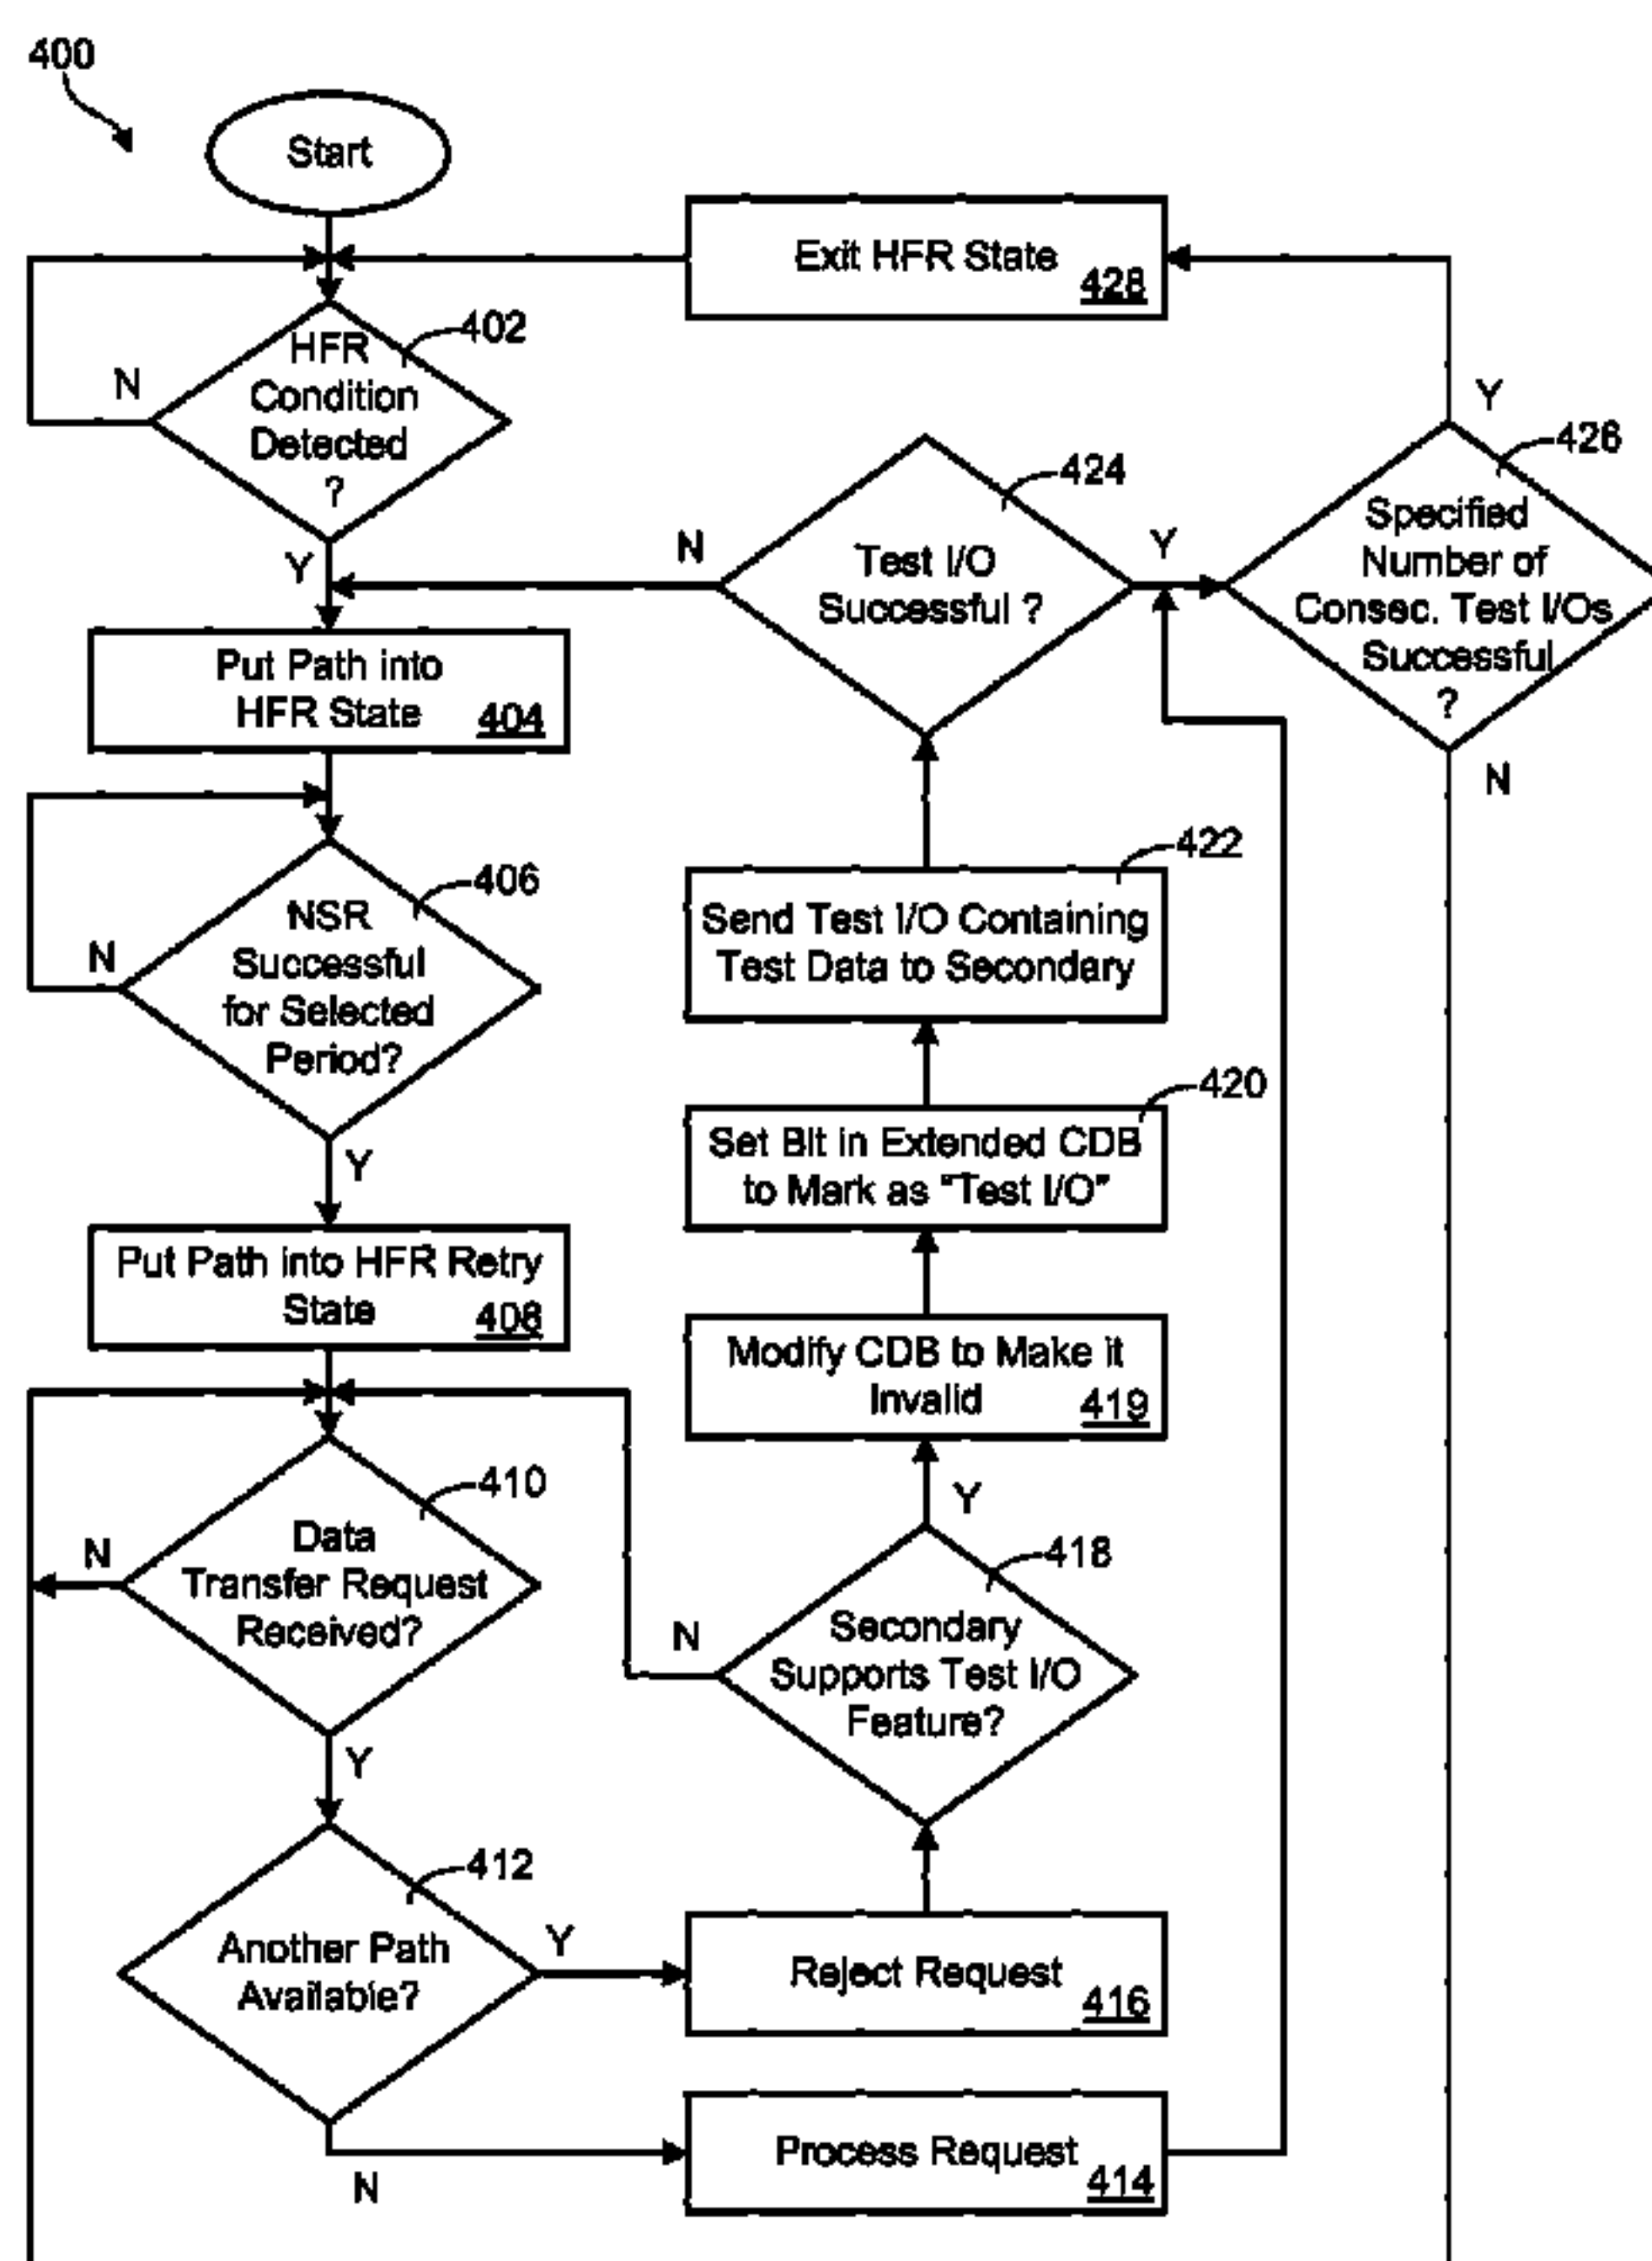 400
Start
Exit HFR State
428
HFR
Condition
Detected
?
402
N
Y
Put Path into
HFR State
404
NSR
Successful
for Selected
Period?
406
N
Y
Put Path into HFR Retry
State
408
Data
Transfer Request
Received?
410
N
Y
Another Path
Available?
412
Y
N
Reject Request
416
Process Request
414
Secondary
Supports Test I/O
Feature?
418
N
Y
Modify CDB to Make it
Invalid
419
Set Bit in Extended CDB
to Mark as "Test I/O"
420
Send Test I/O Containing
Test Data to Secondary
422
Test I/O
Successful ?
424
N
Y
Specified
Number of
Consec. Test I/Os
Successful
?
426
Y
N